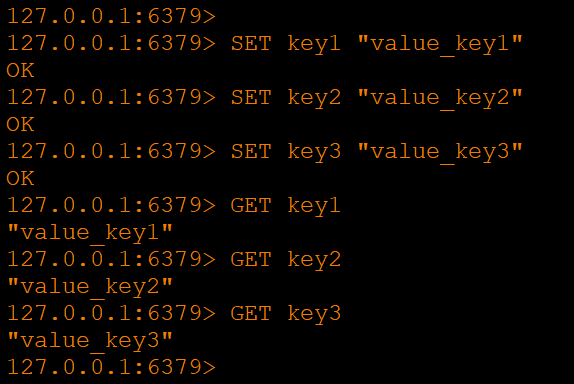 127.0.0.1:6379>
127.0.0.1:6379> SET key1 "value_key1"
OK
127.0.0.1:6379> SET key2 "value_key2"
OK
127.0.0.1:6379> SET key3 "value_key3"
OK
127.0.0.1:6379> GET key1
"value_key1"
127.0.0.1:6379> GET key2
"value_key2"
127.0.0.1:6379> GET key3
"value_key3"
127.0.0.1:6379>